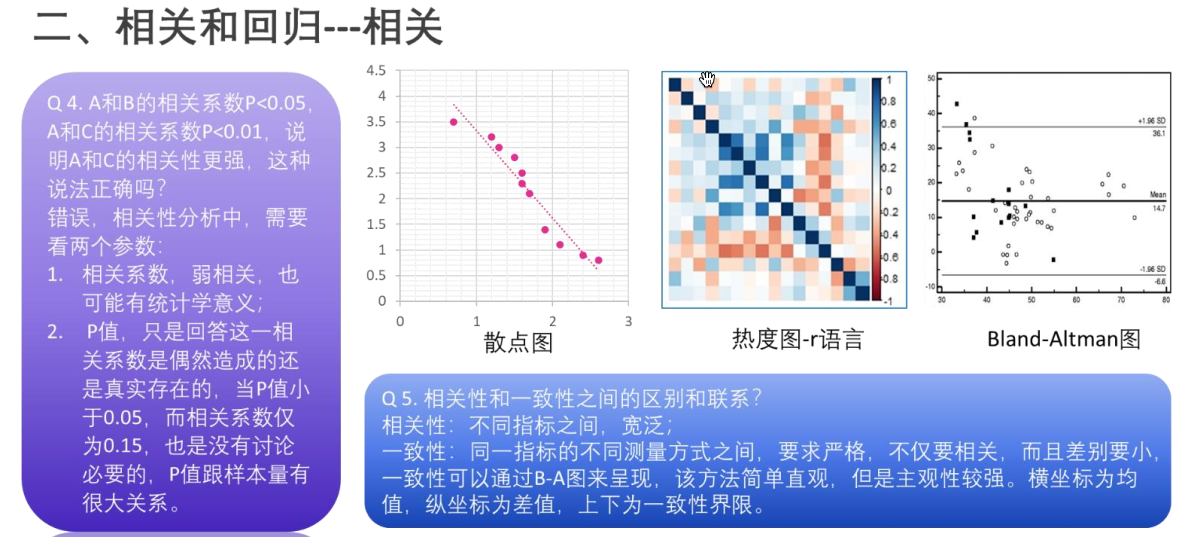 二、相关和回归---相关
Q 4. A和B的相关系数P<0.05，
A和C的相关系数P<0.01，说
明A和C的相关性更强，这种
说法正确吗？
错误，相关性分析中，需要
看两个参数：
1. 相关系数，弱相关，也
可能有统计学意义；
2. P值，只是回答这一相
关系数是偶然造成的还
是真实存在的，当P值小
于0.05，而相关系数仅
为0.15，也是没有讨论
必要的，P值跟样本量有
很大关系。
4.5
4
3.5
3
2.5
2
1.5
1
0.5
0
0 1 2 3
散点图
1
0.8
0.6
0.4
0.2
0
-0.2
-0.4
-0.6
-0.8
-1
热度图-r语言
50
40
+1.96 SD
36.1
30
20
Mean
14.7
10
0
-1.96 SD
-6.6
-10
30 40 50 60 70 80
Bland-Altman图
Q 5. 相关性和一致性之间的区别和联系？
相关性：不同指标之间，宽泛；
一致性：同一指标的不同测量方式之间，要求严格，不仅要相关，而且差别要小，
一致性可以通过B-A图来呈现，该方法简单直观，但是主观性较强。横坐标为均
值，纵坐标为差值，上下为一致性界限。